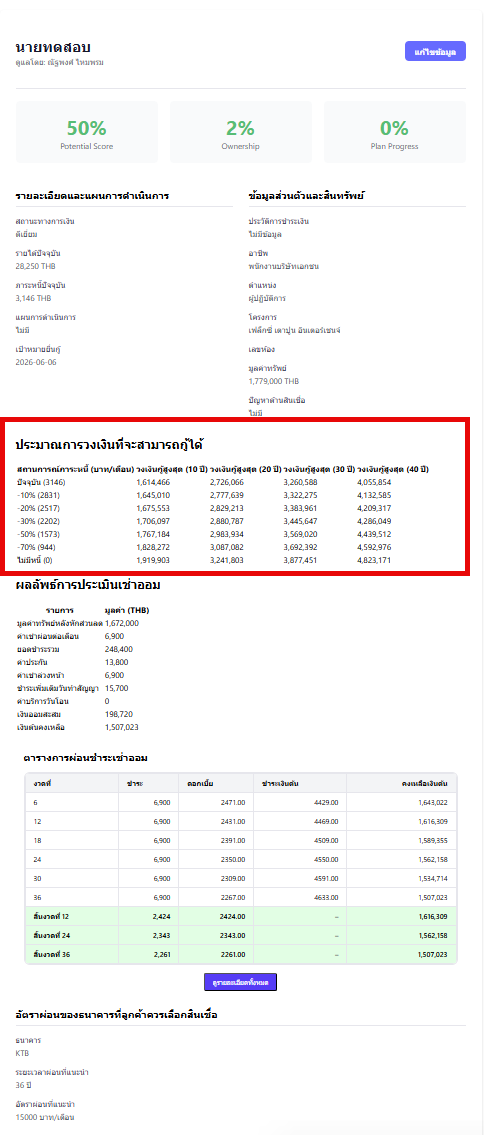 นายทดสอบ
ดูแลโดย: ณัฐพงศ์ ไหมพรม
แก้ไขข้อมูล
50%
Potential Score
2%
Ownership
0%
Plan Progress
รายละเอียดและแผนการดำเนินการ
สถานะทางการเงิน
ดีเยี่ยม
รายได้ปัจจุบัน
28,250 THB
ภาระหนี้ปัจจุบัน
3,146 THB
แผนการดำเนินการ
ไม่มี
เป้าหมายยื่นกู้
2026-06-06
ข้อมูลส่วนตัวและสินทรัพย์
ประวัติการชำระเงิน
ไม่มีข้อมูล
อาชีพ
พนักงานบริษัทเอกชน
ตำแหน่ง
ผู้ปฏิบัติการ
โครงการ
เฟล็กซี่ เตาปูน อินเตอร์เชนจ์
เลขห้อง
มูลค่าทรัพย์
1,779,000 THB
ปัญหาด้านสินเชื่อ
ไม่มี
ประมาณการวงเงินที่จะสามารถกู้ได้
สถานการณ์ภาระหนี้ (บาท/เดือน) วงเงินกู้สูงสุด (10 ปี) วงเงินกู้สูงสุด (20 ปี) วงเงินกู้สูงสุด (30 ปี) วงเงินกู้สูงสุด (40 ปี)
ปัจจุบัน (3146) 1,614,466 2,726,066 3,260,588 4,055,854
-10% (2831) 1,645,010 2,777,639 3,322,275 4,132,585
-20% (2517) 1,675,553 2,829,213 3,383,961 4,209,317
-30% (2202) 1,706,097 2,880,787 3,445,647 4,286,049
-50% (1573) 1,767,184 2,983,934 3,569,020 4,439,512
-70% (944) 1,828,272 3,087,082 3,692,392 4,592,976
ไม่มีหนี้ (0) 1,919,903 3,241,803 3,877,451 4,823,171
ผลลัพธ์การประเมินเช่าออม
รายการ มูลค่า (THB)
มูลค่าทรัพย์หลังหักส่วนลด 1,672,000
ค่าเช่าผ่อนต่อเดือน 6,900
ยอดชำระรวม 248,400
ค่าประกัน 13,800
ค่าเช่าล่วงหน้า 6,900
ชำระเพิ่มเติมวันทำสัญญา 15,700
ค่าบริการวันโอน 0
เงินออมสะสม 198,720
เงินต้นคงเหลือ 1,507,023
ตารางการผ่อนชำระเช่าออม
งวดที่ ชำระ ดอกเบี้ย ชำระเงินต้น คงเหลือเงินต้น
6 6,900 2471.00 4429.00 1,643,022
12 6,900 2431.00 4469.00 1,616,309
18 6,900 2391.00 4509.00 1,589,355
24 6,900 2350.00 4550.00 1,562,158
30 6,900 2309.00 4591.00 1,534,714
36 6,900 2267.00 4633.00 1,507,023
สิ้นงวดที่ 12 2,424 2424.00 – 1,616,309
สิ้นงวดที่ 24 2,343 2343.00 – 1,562,158
สิ้นงวดที่ 36 2,261 2261.00 – 1,507,023
ดูรายละเอียดทั้งหมด
อัตราผ่อนของธนาคารที่ลูกค้าควรเลือกสินเชื่อ
ธนาคาร
KTB
ระยะเวลาผ่อนที่แนะนำ
36 ปี
อัตราผ่อนที่แนะนำ
15000 บาท/เดือน